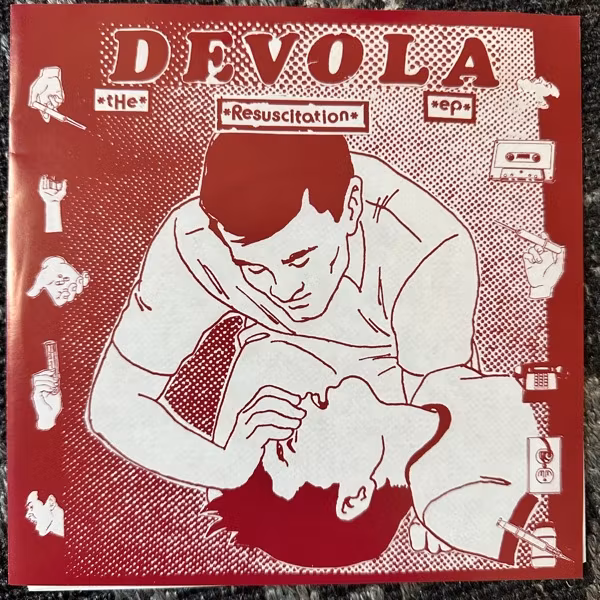 DEVOLA
*tHe* *ResuscItatIon* *ep*